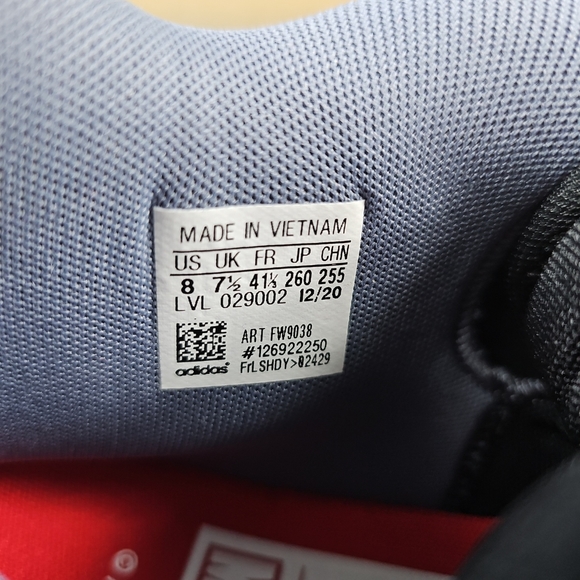 MADE IN VIETNAM
US UK FR JP CHN
8 7½ 41⅓ 260 255
LVL 029002 12/20
ART FW9038
#126922250
adidas® FrLSHDY>02429